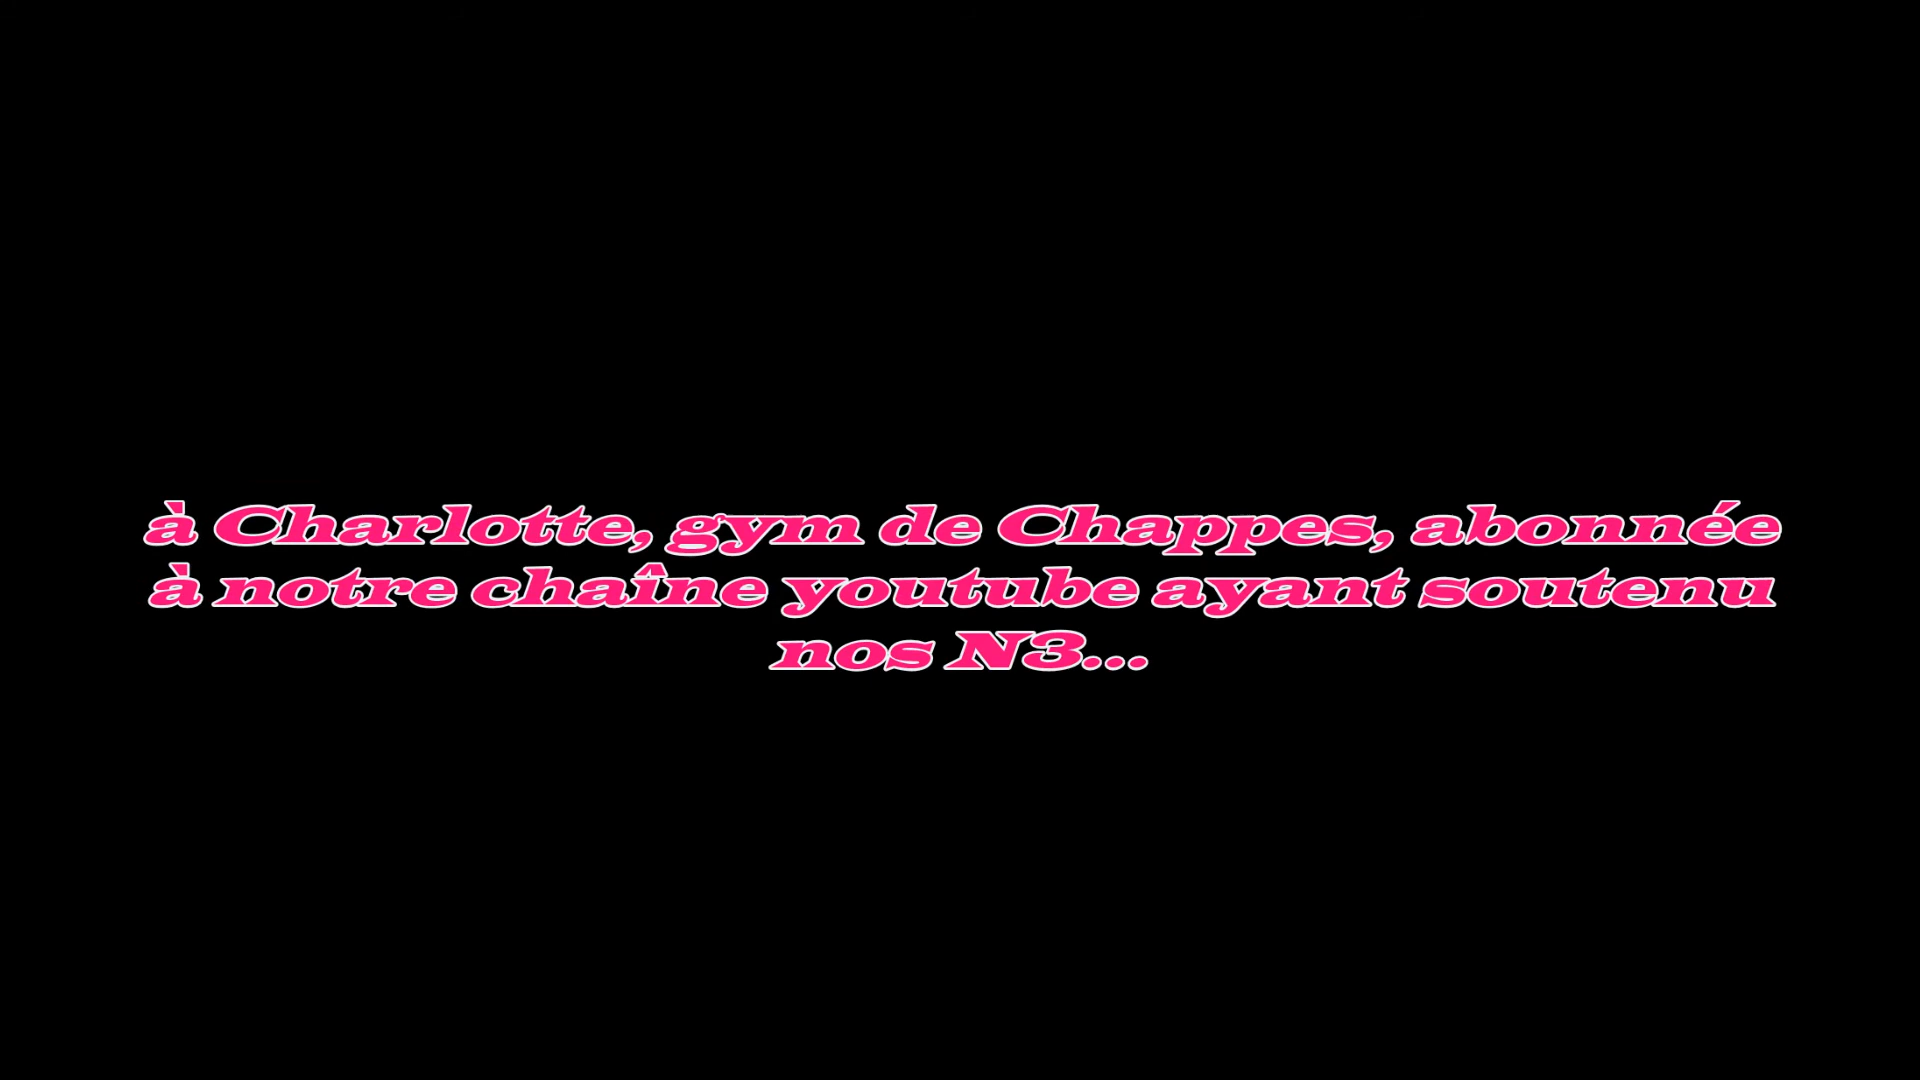 à Charlotte, gym de Chappes, abonnée
à notre chaîne youtube ayant soutenu
nos N3...